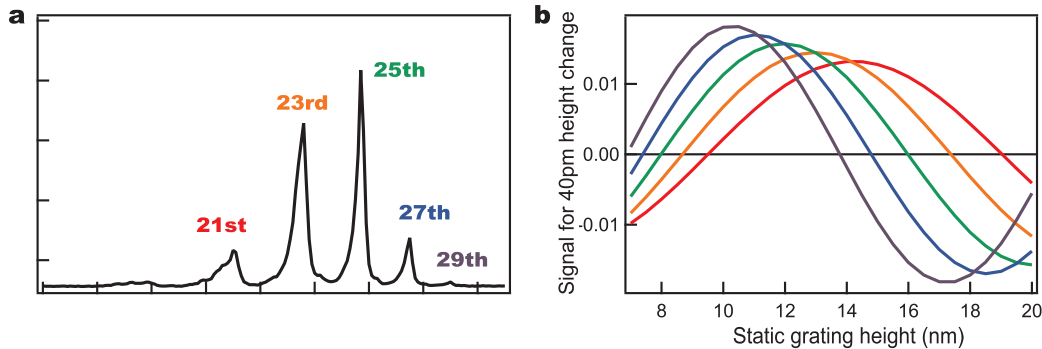 a
25th
23rd
27th
21st
29th
b
Signal for 40pm height change
0.01
0.00
-0.01
8 10 12 14 16 18 20
Static grating height (nm)